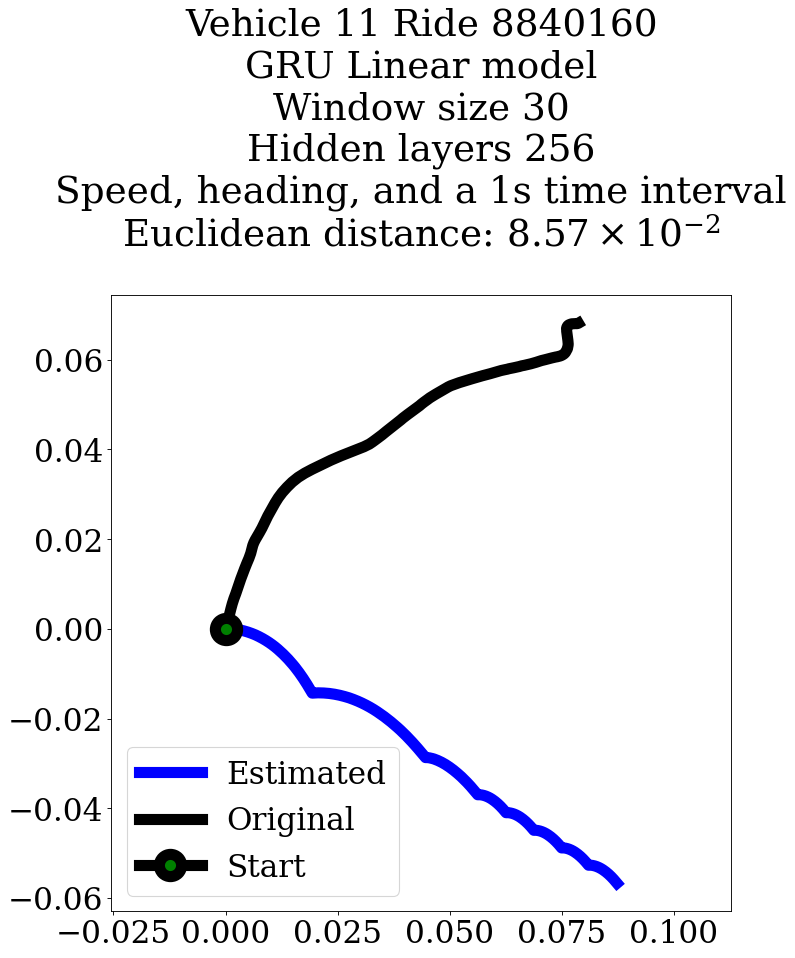 Vehicle 11 Ride 8840160
GRU Linear model
Window size 30
Hidden layers 256
Speed, heading, and a 1s time interval
Euclidean distance: 8.57 × 10⁻²
0.06
0.04
0.02
0.00
−0.02
−0.04
−0.06
Estimated
Original
Start
−0.025 0.000 0.025 0.050 0.075 0.100